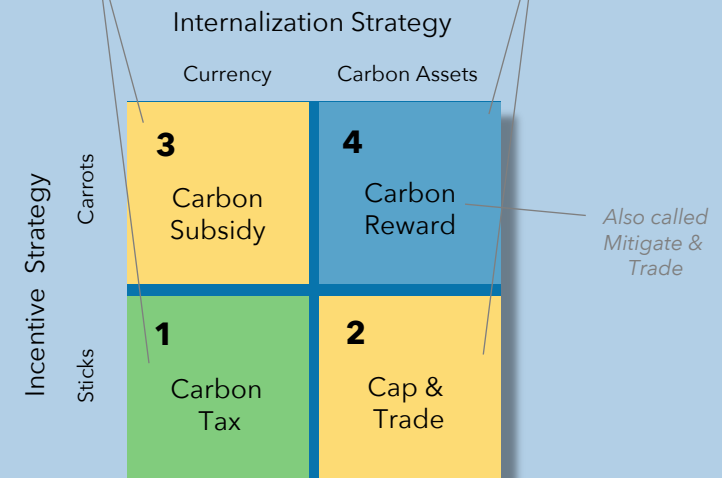 Internalization Strategy
Currency
Carbon Assets
Incentive Strategy
Carrots
3
Carbon
Subsidy
4
Carbon
Reward
Also called
Mitigate &
Trade
Sticks
1
Carbon
Tax
2
Cap &
Trade